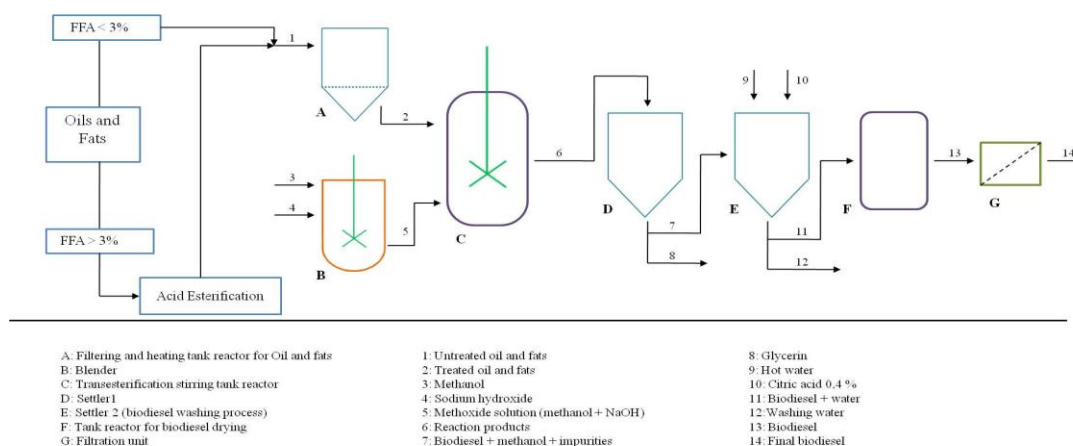 FFA < 3%
1
A
2
Oils and
Fats
3
4
5
B
C
6
9
10
D
7
8
E
11
12
F
13
G
14
FFA > 3%
Acid Esterification
A: Filtering and heating tank reactor for Oil and fats
B: Blender
C: Transesterification stirring tank reactor
D: Settler1
E: Settler 2 (biodiesel washing process)
F: Tank reactor for biodiesel drying
G: Filtration unit
1: Untreated oil and fats
2: Treated oil and fats
3: Methanol
4: Sodium hydroxide
5: Methoxide solution (methanol + NaOH)
6: Reaction products
7: Biodiesel + methanol + impurities
8: Glycerin
9: Hot water
10: Citric acid 0,4 %
11: Biodiesel + water
12: Washing water
13: Biodiesel
14: Final biodiesel